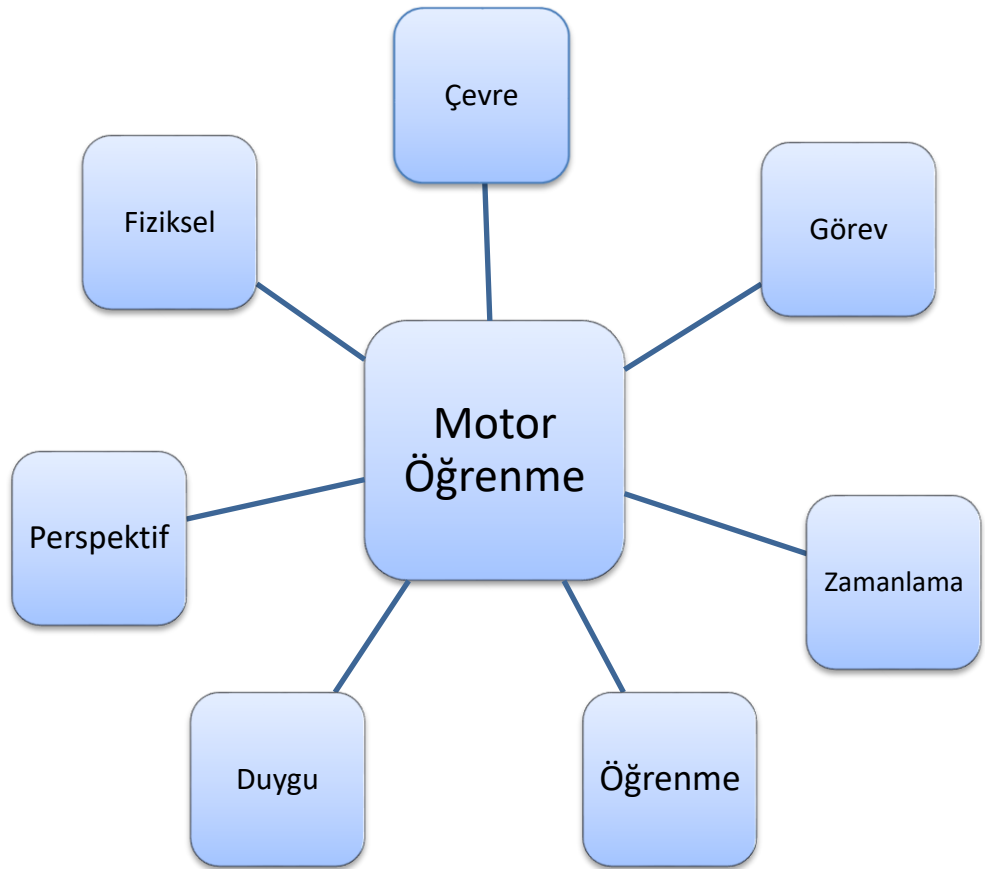 Çevre
Fiziksel
Görev
Motor
Öğrenme
Perspektif
Zamanlama
Duygu
Öğrenme